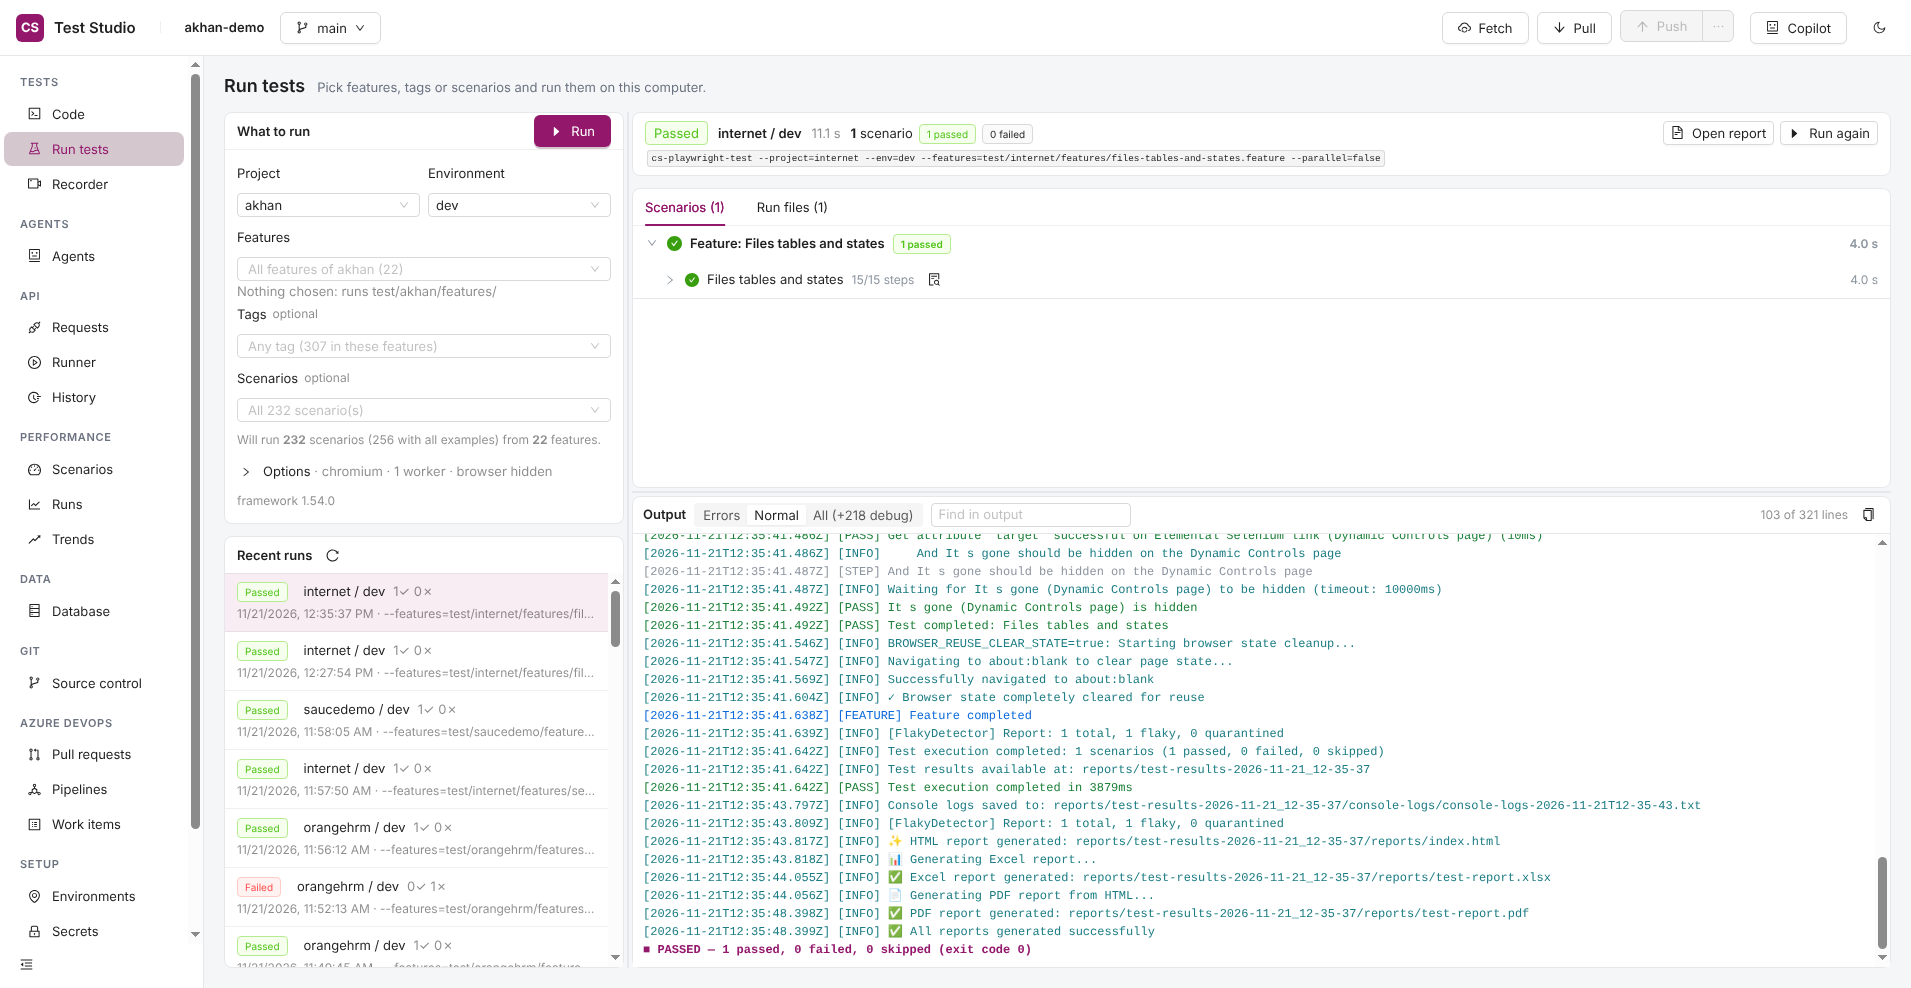 CS Test Studio akhan-demo main Fetch Pull Push ··· Copilot
TESTS
Code
Run tests
Recorder
AGENTS
Agents
API
Requests
Runner
History
PERFORMANCE
Scenarios
Runs
Trends
DATA
Database
GIT
Source control
AZURE DEVOPS
Pull requests
Pipelines
Work items
SETUP
Environments
Secrets
Run tests Pick features, tags or scenarios and run them on this computer.
What to run Run
Project Environment
akhan dev
Features
All features of akhan (22)
Nothing chosen: runs test/akhan/features/
Tags optional
Any tag (307 in these features)
Scenarios optional
All 232 scenario(s)
Will run 232 scenarios (256 with all examples) from 22 features.
Options · chromium · 1 worker · browser hidden
framework 1.54.0
Recent runs
Passed internet / dev 1✓ 0×
11/21/2026, 12:35:37 PM · --features=test/internet/features/fil...
Passed internet / dev 1✓ 0×
11/21/2026, 12:27:54 PM · --features=test/internet/features/fil...
Passed saucedemo / dev 1✓ 0×
11/21/2026, 11:58:05 AM · --features=test/saucedemo/feature...
Passed internet / dev 1✓ 0×
11/21/2026, 11:57:50 AM · --features=test/internet/features/se...
Passed orangehrm / dev 1✓ 0×
11/21/2026, 11:56:12 AM · --features=test/orangehrm/features...
Failed orangehrm / dev 0✓ 1×
11/21/2026, 11:52:13 AM · --features=test/orangehrm/features...
Passed orangehrm / dev 1✓ 0×
11/21/2026, 11:49:45 AM · --features=test/orangehrm/feature...
Passed internet / dev 11.1 s 1 scenario 1 passed 0 failed Open report Run again
cs-playwright-test --project=internet --env=dev --features=test/internet/features/files-tables-and-states.feature --parallel=false
Scenarios (1) Run files (1)
Feature: Files tables and states 1 passed 4.0 s
Files tables and states 15/15 steps 4.0 s
Output Errors Normal All (+218 debug) Find in output 103 of 321 lines
[2026-11-21T12:35:41.486Z] [PASS] Get attribute "target" successful on Elemental Selenium link (Dynamic Controls page) (10ms)
[2026-11-21T12:35:41.486Z] [INFO] And It s gone should be hidden on the Dynamic Controls page
[2026-11-21T12:35:41.487Z] [STEP] And It s gone should be hidden on the Dynamic Controls page
[2026-11-21T12:35:41.487Z] [INFO] Waiting for It s gone (Dynamic Controls page) to be hidden (timeout: 10000ms)
[2026-11-21T12:35:41.492Z] [PASS] It s gone (Dynamic Controls page) is hidden
[2026-11-21T12:35:41.492Z] [PASS] Test completed: Files tables and states
[2026-11-21T12:35:41.546Z] [INFO] BROWSER_REUSE_CLEAR_STATE=true: Starting browser state cleanup...
[2026-11-21T12:35:41.547Z] [INFO] Navigating to about:blank to clear page state...
[2026-11-21T12:35:41.569Z] [INFO] Successfully navigated to about:blank
[2026-11-21T12:35:41.604Z] [INFO] ✓ Browser state completely cleared for reuse
[2026-11-21T12:35:41.638Z] [FEATURE] Feature completed
[2026-11-21T12:35:41.639Z] [INFO] [FlakyDetector] Report: 1 total, 1 flaky, 0 quarantined
[2026-11-21T12:35:41.642Z] [INFO] Test execution completed: 1 scenarios (1 passed, 0 failed, 0 skipped)
[2026-11-21T12:35:41.642Z] [INFO] Test results available at: reports/test-results-2026-11-21_12-35-37
[2026-11-21T12:35:41.642Z] [PASS] Test execution completed in 3879ms
[2026-11-21T12:35:43.797Z] [INFO] Console logs saved to: reports/test-results-2026-11-21_12-35-37/console-logs/console-logs-2026-11-21T12-35-43.txt
[2026-11-21T12:35:43.809Z] [INFO] [FlakyDetector] Report: 1 total, 1 flaky, 0 quarantined
[2026-11-21T12:35:43.817Z] [INFO] ✨ HTML report generated: reports/test-results-2026-11-21_12-35-37/reports/index.html
[2026-11-21T12:35:43.818Z] [INFO] 📊 Generating Excel report...
[2026-11-21T12:35:44.055Z] [INFO] ✅ Excel report generated: reports/test-results-2026-11-21_12-35-37/reports/test-report.xlsx
[2026-11-21T12:35:44.056Z] [INFO] 📄 Generating PDF report from HTML...
[2026-11-21T12:35:48.398Z] [INFO] ✅ PDF report generated: reports/test-results-2026-11-21_12-35-37/reports/test-report.pdf
[2026-11-21T12:35:48.399Z] [INFO] ✅ All reports generated successfully
■ PASSED — 1 passed, 0 failed, 0 skipped (exit code 0)